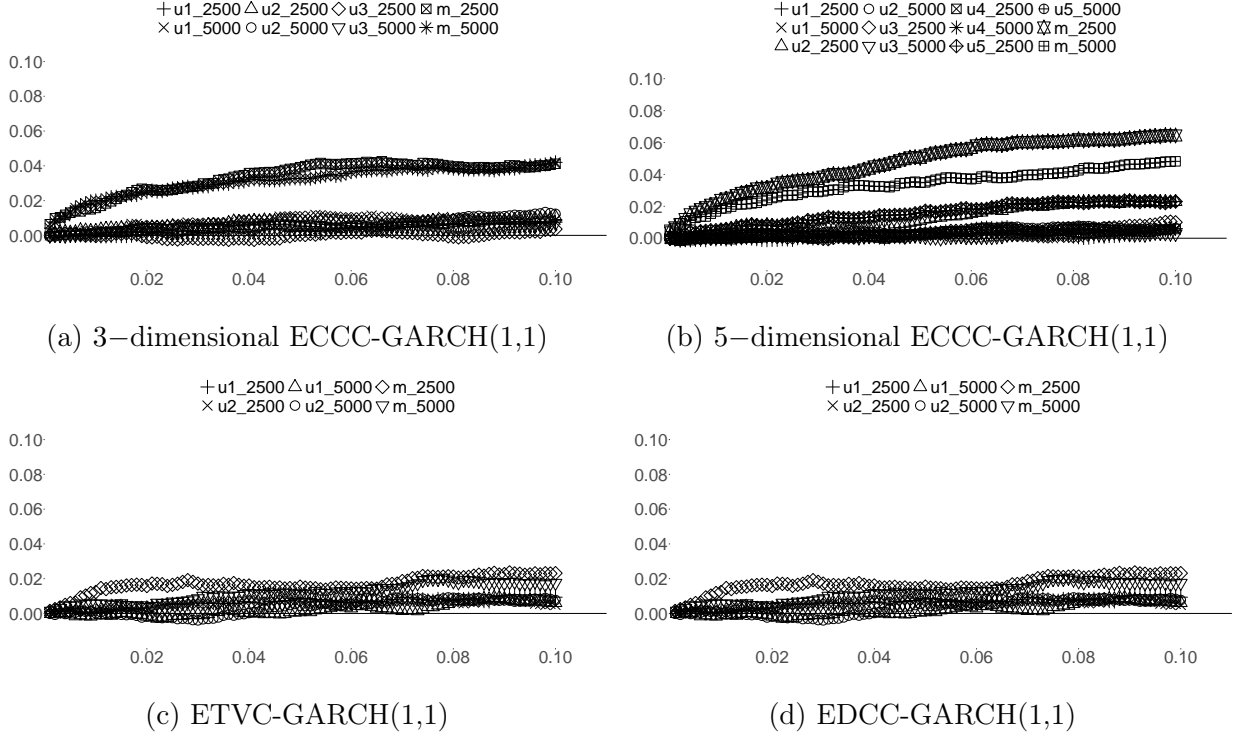 u1_2500 u2_2500 u3_2500 m_2500
u1_5000 u2_5000 u3_5000 m_5000
0.10
0.08
0.06
0.04
0.02
0.00
0.02 0.04 0.06 0.08 0.10
(a) 3−dimensional ECCC-GARCH(1,1)
u1_2500 u2_5000 u4_2500 u5_5000
u1_5000 u3_2500 u4_5000 m_2500
u2_2500 u3_5000 u5_2500 m_5000
0.10
0.08
0.06
0.04
0.02
0.00
0.02 0.04 0.06 0.08 0.10
(b) 5−dimensional ECCC-GARCH(1,1)
u1_2500 u1_5000 m_2500
u2_2500 u2_5000 m_5000
0.10
0.08
0.06
0.04
0.02
0.00
0.02 0.04 0.06 0.08 0.10
(c) ETVC-GARCH(1,1)
u1_2500 u1_5000 m_2500
u2_2500 u2_5000 m_5000
0.10
0.08
0.06
0.04
0.02
0.00
0.02 0.04 0.06 0.08 0.10
(d) EDCC-GARCH(1,1)